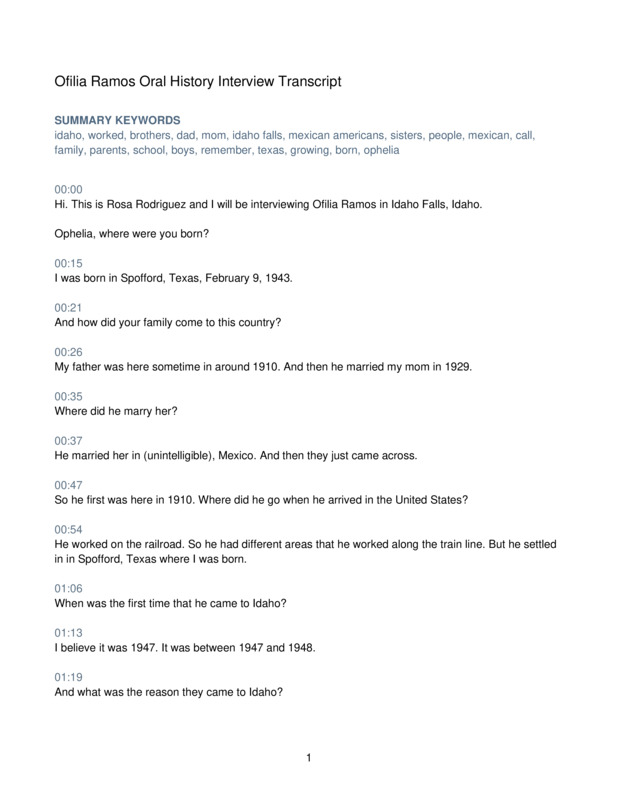 Ofilia Ramos Oral History Interview Transcript
SUMMARY KEYWORDS
idaho, worked, brothers, dad, mom, idaho falls, mexican americans, sisters, people, mexican, call,
family, parents, school, boys, remember, texas, growing, born, ophelia
00:00
Hi. This is Rosa Rodriguez and I will be interviewing Ofilia Ramos in Idaho Falls, Idaho.
Ophelia, where were you born?
00:15
I was born in Spofford, Texas, February 9, 1943.
00:21
And how did your family come to this country?
00:26
My father was here sometime in around 1910. And then he married my mom in 1929.
00:35
Where did he marry her?
00:37
He married her in (unintelligible), Mexico. And then they just came across.
00:47
So he first was here in 1910. Where did he go when he arrived in the United States?
00:54
He worked on the railroad. So he had different areas that he worked along the train line. But he settled
in in Spofford, Texas where I was born.
01:06
When was the first time that he came to Idaho?
01:13
I believe it was 1947. It was between 1947 and 1948.
01:19
And what was the reason they came to Idaho?
1